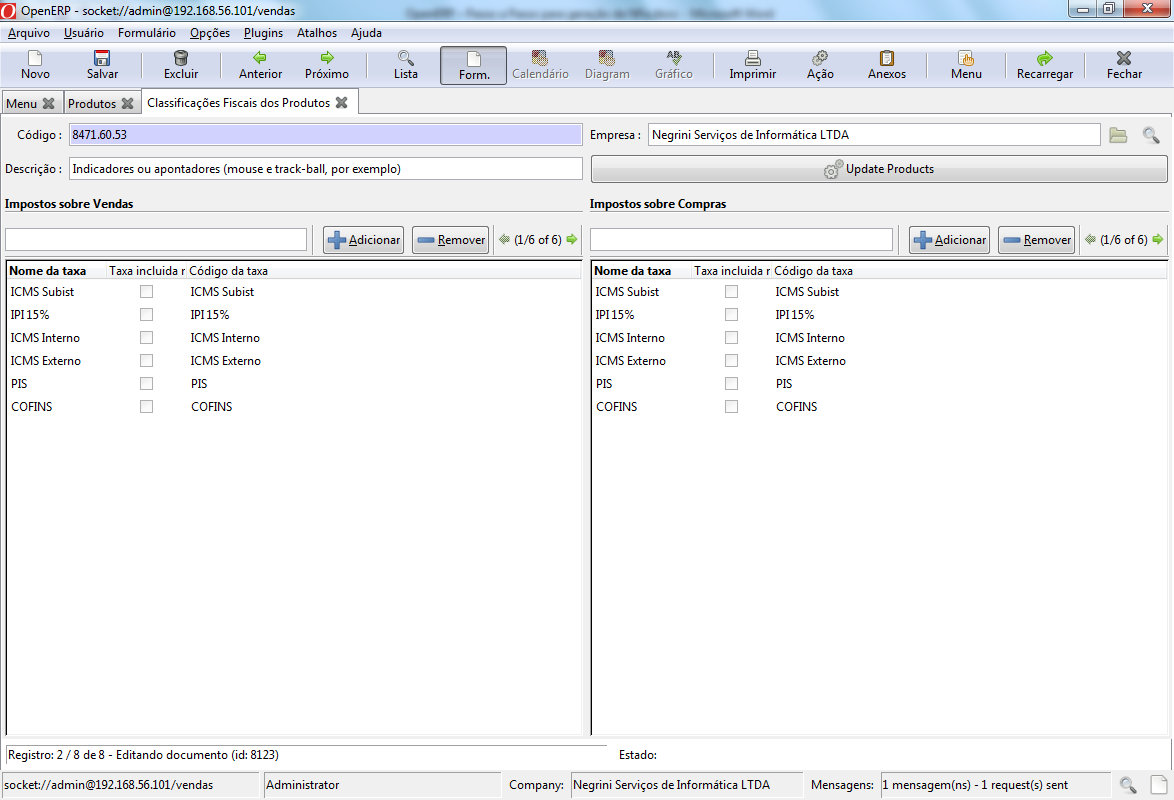 OpenERP - socket://admin@192.168.56.101/vendas
Arquivo Usuário Formulário Opções Plugins Atalhos Ajuda
Novo Salvar Excluir Anterior Próximo Lista Form. Calendário Diagram Gráfico Imprimir Ação Anexos Menu Recarregar Fechar
Menu Produtos Classificações Fiscais dos Produtos
Código : 8471.60.53 Empresa : Negrini Serviços de Informática LTDA
Descrição : Indicadores ou apontadores (mouse e track-ball, por exemplo) Update Products
Impostos sobre Vendas Impostos sobre Compras
Adicionar Remover (1/6 of 6) Adicionar Remover (1/6 of 6)
Nome da taxa Taxa incluida r Código da taxa Nome da taxa Taxa incluida r Código da taxa
ICMS Subist ICMS Subist ICMS Subist ICMS Subist
IPI 15% IPI 15% IPI 15% IPI 15%
ICMS Interno ICMS Interno ICMS Interno ICMS Interno
ICMS Externo ICMS Externo ICMS Externo ICMS Externo
PIS PIS PIS PIS
COFINS COFINS COFINS COFINS
Registro: 2 / 8 de 8 - Editando documento (id: 8123) Estado:
socket://admin@192.168.56.101/vendas Administrator Company: Negrini Serviços de Informática LTDA Mensagens: 1 mensagem(ns) - 1 request(s) sent